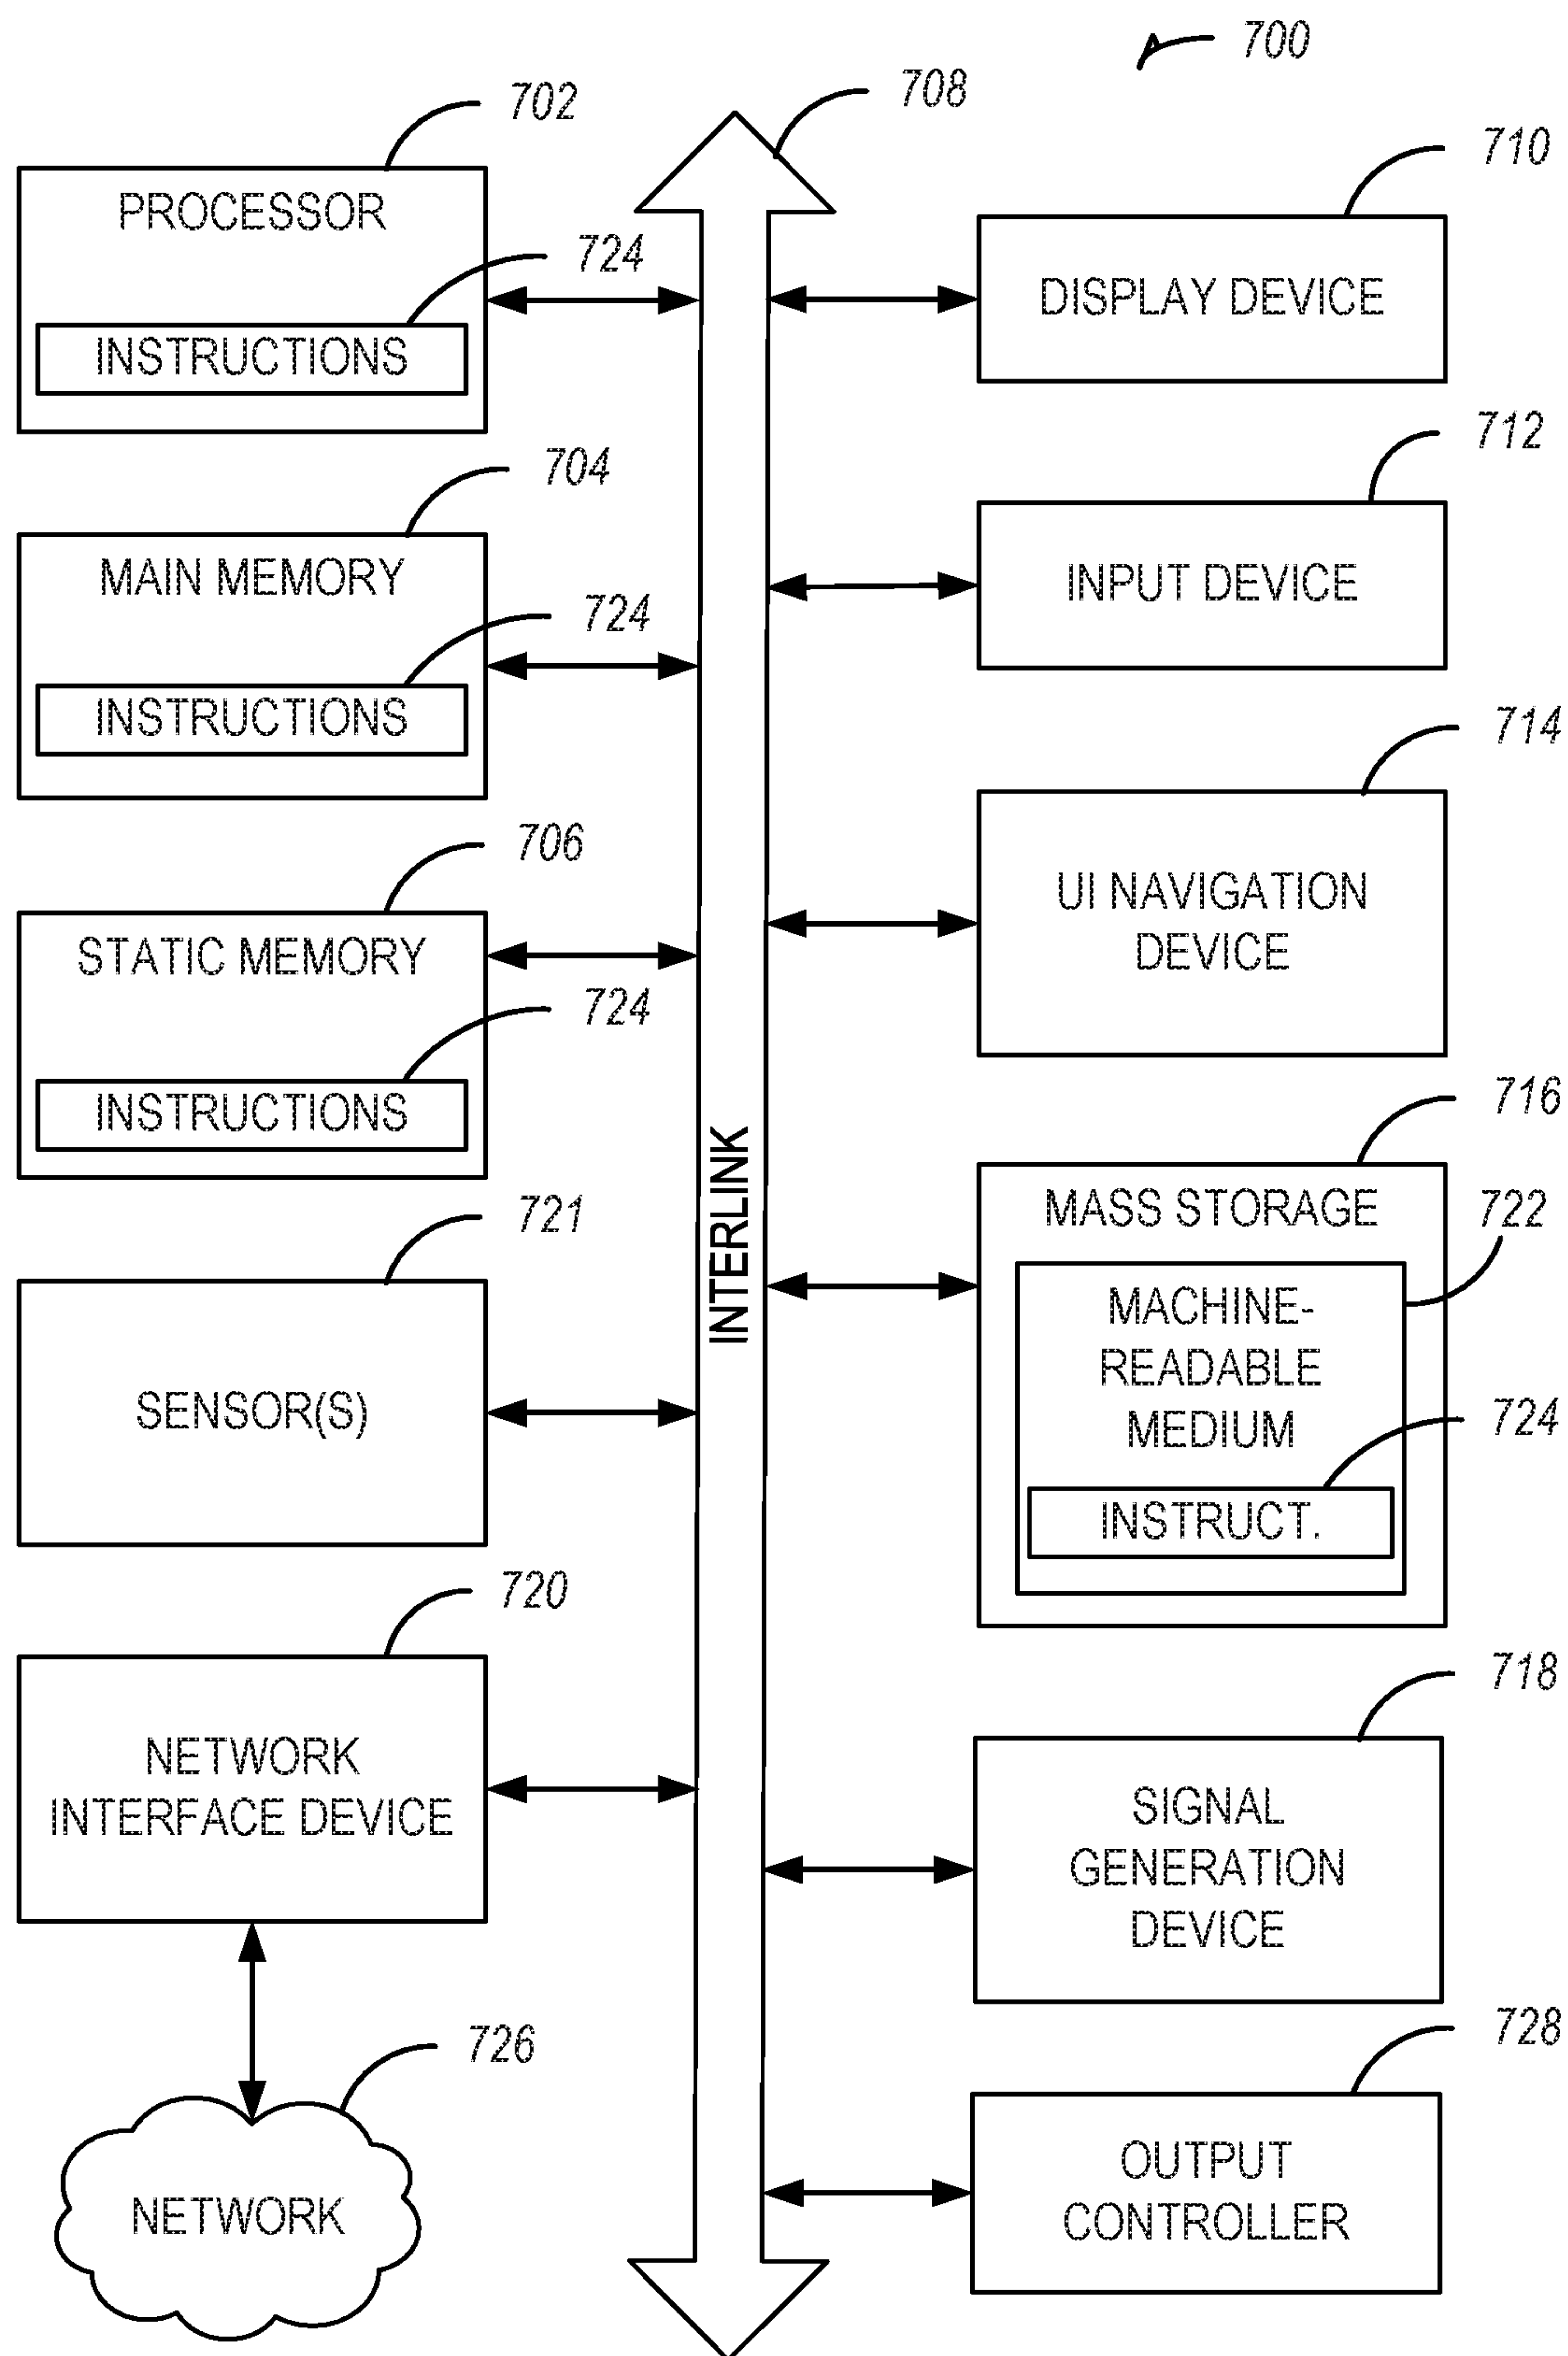 700
708
702
PROCESSOR
724
INSTRUCTIONS
704
MAIN MEMORY
724
INSTRUCTIONS
706
STATIC MEMORY
724
INSTRUCTIONS
721
SENSOR(S)
720
NETWORK
INTERFACE DEVICE
726
NETWORK
INTERLINK
710
DISPLAY DEVICE
712
INPUT DEVICE
714
UI NAVIGATION
DEVICE
716
MASS STORAGE
722
MACHINE-
READABLE
MEDIUM
724
INSTRUCT.
718
SIGNAL
GENERATION
DEVICE
728
OUTPUT
CONTROLLER